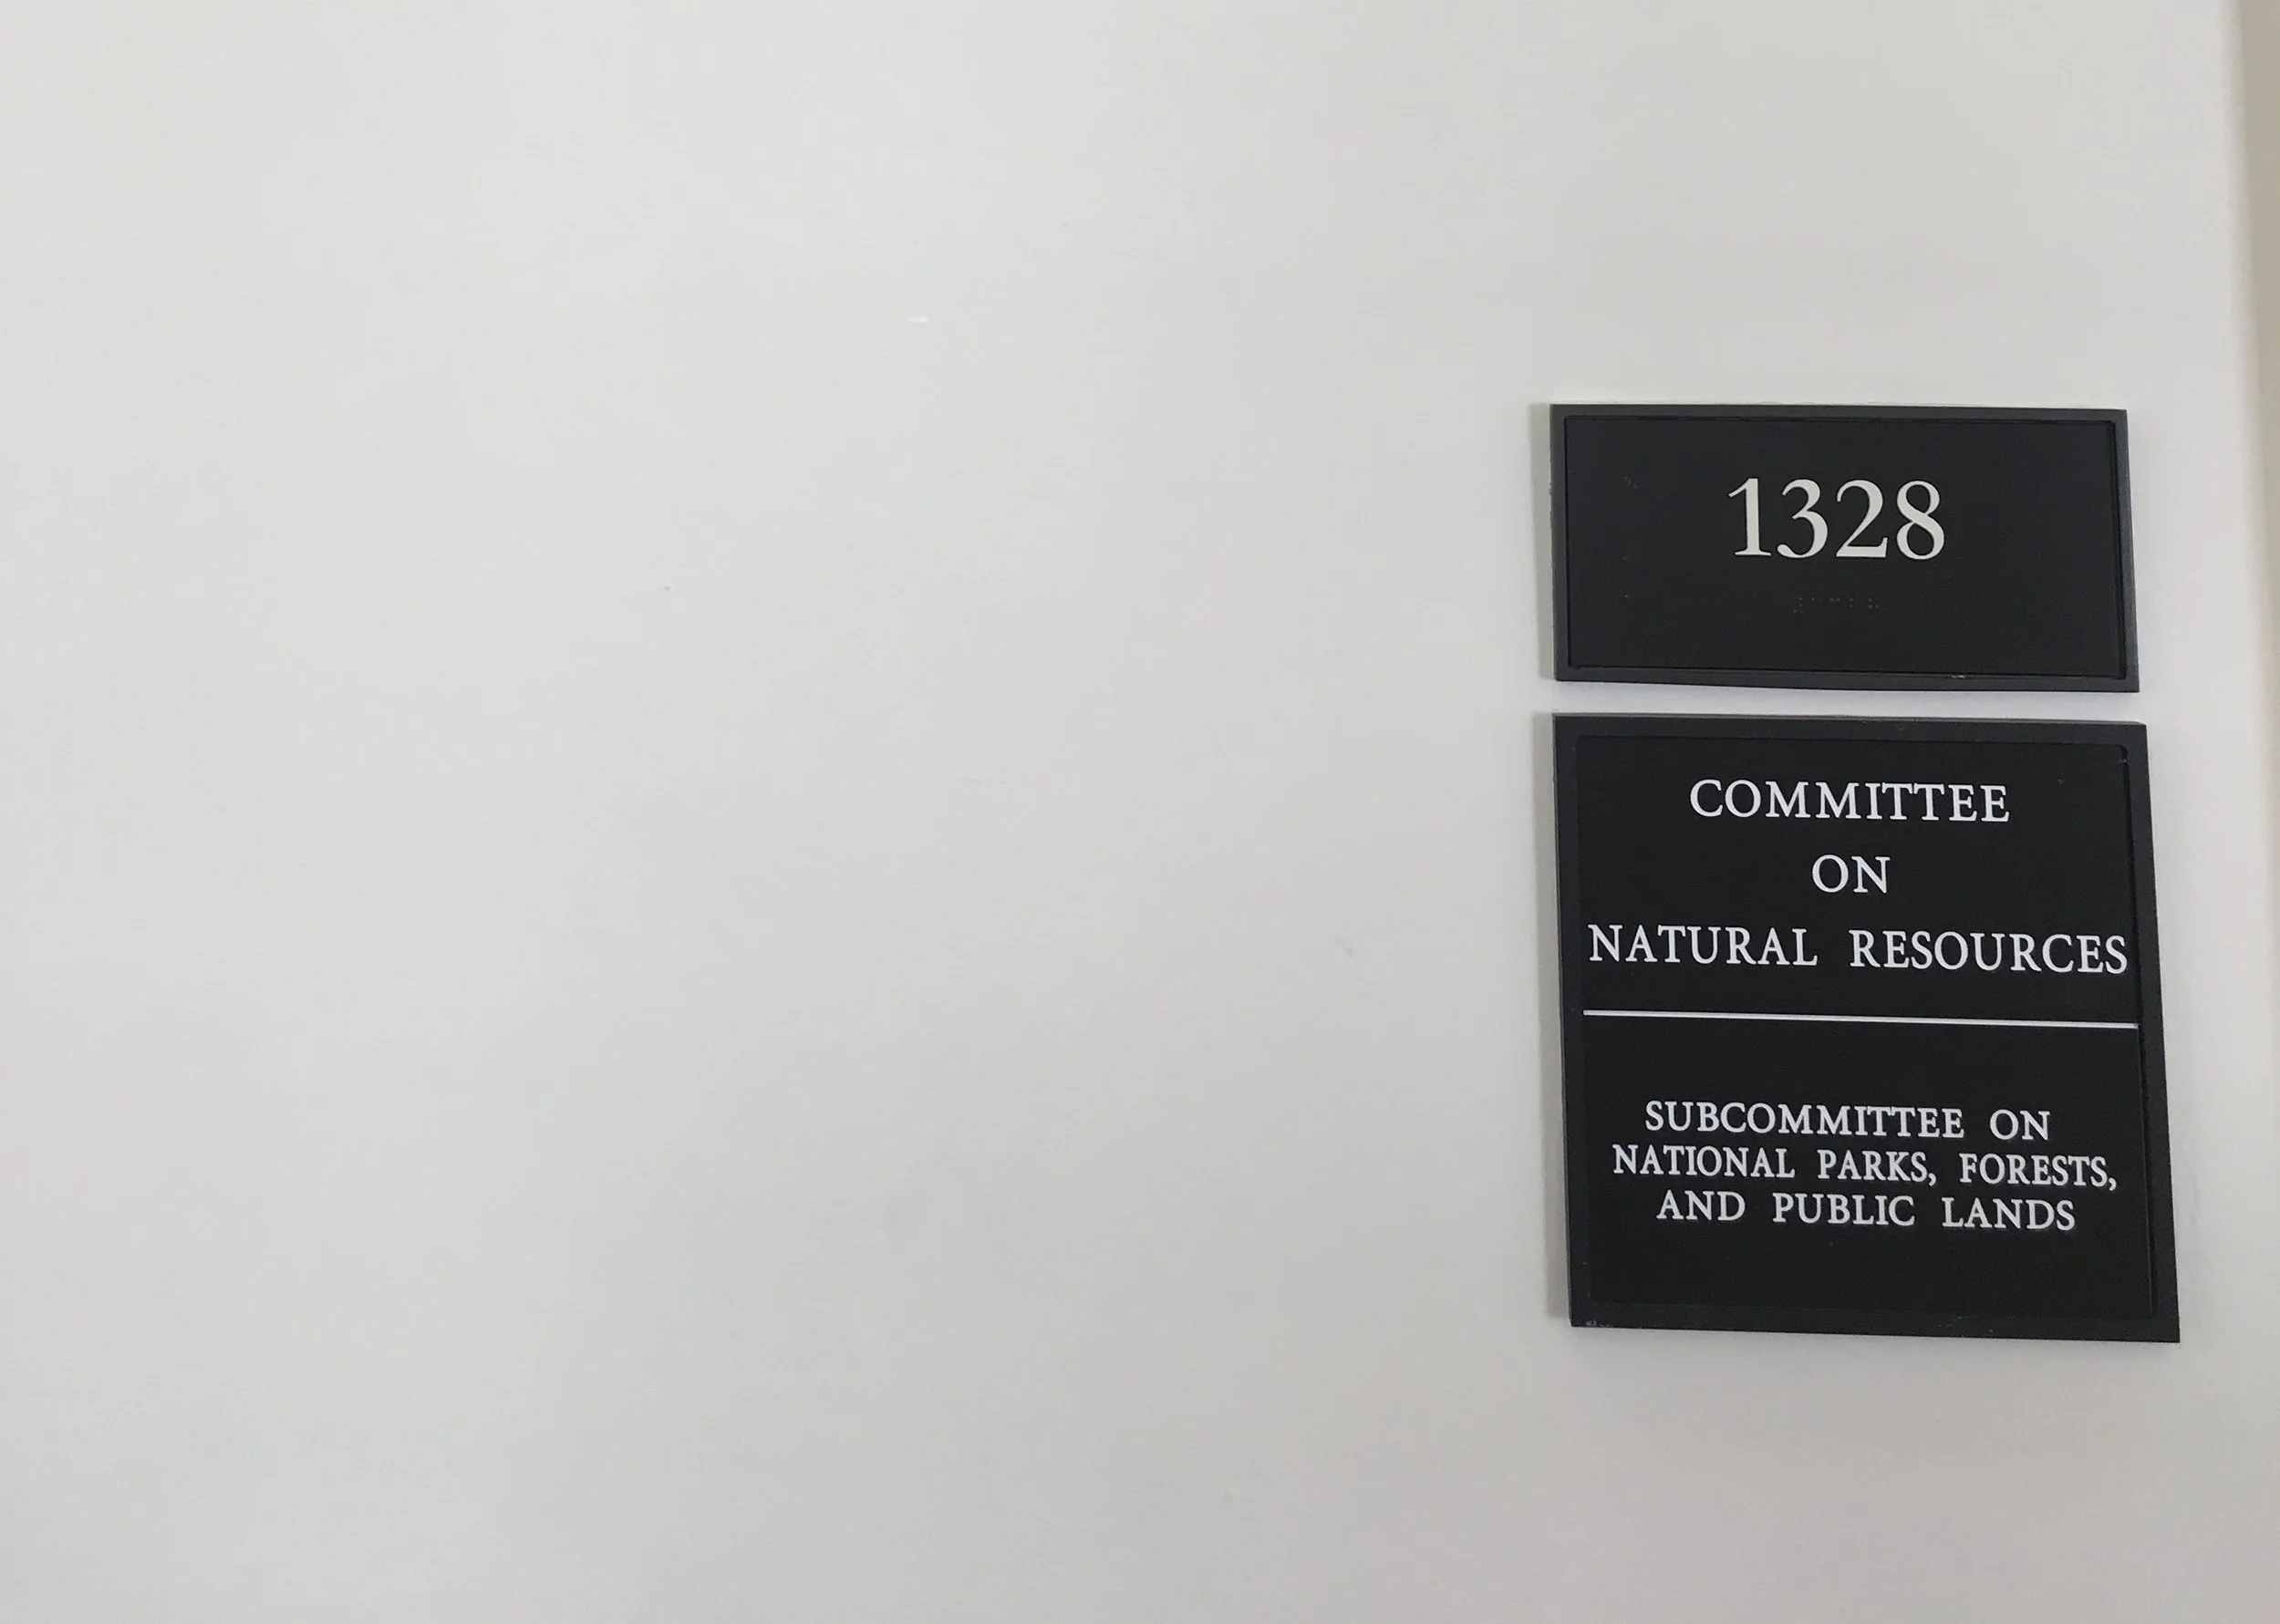 1328
COMMITTEE
ON
NATURAL RESOURCES
SUBCOMMITTEE ON
NATIONAL PARKS, FORESTS,
AND PUBLIC LANDS